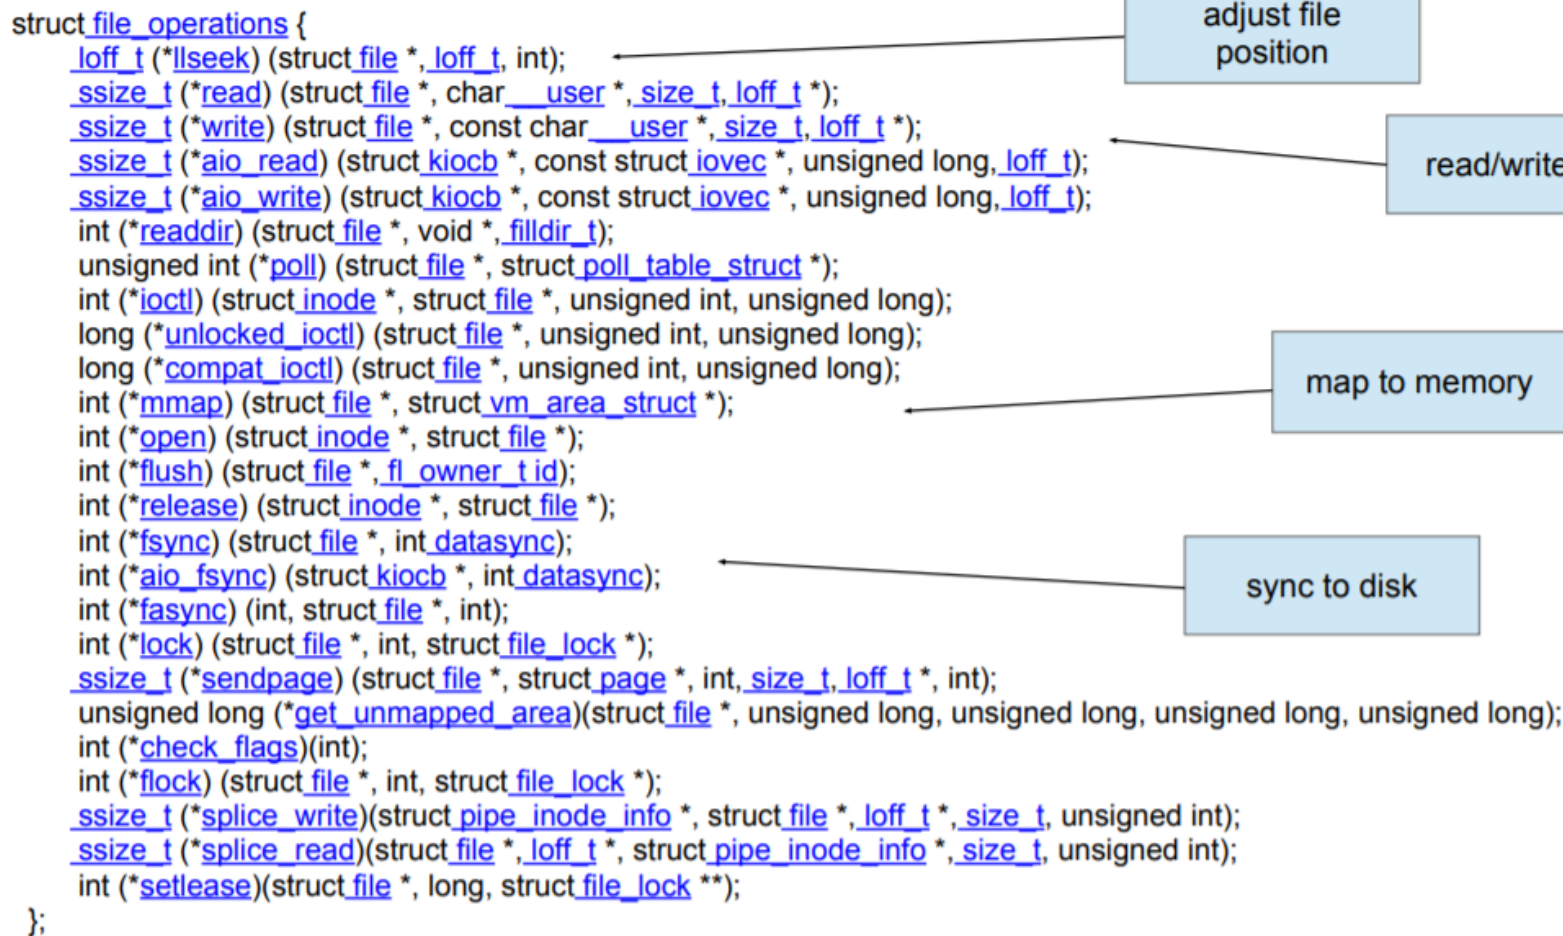 struct file_operations {
loff_t (*llseek) (struct file *, loff_t, int);
ssize_t (*read) (struct file *, char __user *, size_t, loff_t *);
ssize_t (*write) (struct file *, const char __user *, size_t, loff_t *);
ssize_t (*aio_read) (struct kiocb *, const struct iovec *, unsigned long, loff_t);
ssize_t (*aio_write) (struct kiocb *, const struct iovec *, unsigned long, loff_t);
int (*readdir) (struct file *, void *, filldir_t);
unsigned int (*poll) (struct file *, struct poll_table_struct *);
int (*ioctl) (struct inode *, struct file *, unsigned int, unsigned long);
long (*unlocked_ioctl) (struct file *, unsigned int, unsigned long);
long (*compat_ioctl) (struct file *, unsigned int, unsigned long);
int (*mmap) (struct file *, struct vm_area_struct *);
int (*open) (struct inode *, struct file *);
int (*flush) (struct file *, fl_owner_t id);
int (*release) (struct inode *, struct file *);
int (*fsync) (struct file *, int datasync);
int (*aio_fsync) (struct kiocb *, int datasync);
int (*fasync) (int, struct file *, int);
int (*lock) (struct file *, int, struct file_lock *);
ssize_t (*sendpage) (struct file *, struct page *, int, size_t, loff_t *, int);
unsigned long (*get_unmapped_area)(struct file *, unsigned long, unsigned long, unsigned long, unsigned long);
int (*check_flags)(int);
int (*flock) (struct file *, int, struct file_lock *);
ssize_t (*splice_write)(struct pipe_inode_info *, struct file *, loff_t *, size_t, unsigned int);
ssize_t (*splice_read)(struct file *, loff_t *, struct pipe_inode_info *, size_t, unsigned int);
int (*setlease)(struct file *, long, struct file_lock **);
};
adjust file
position
read/write
map to memory
sync to disk